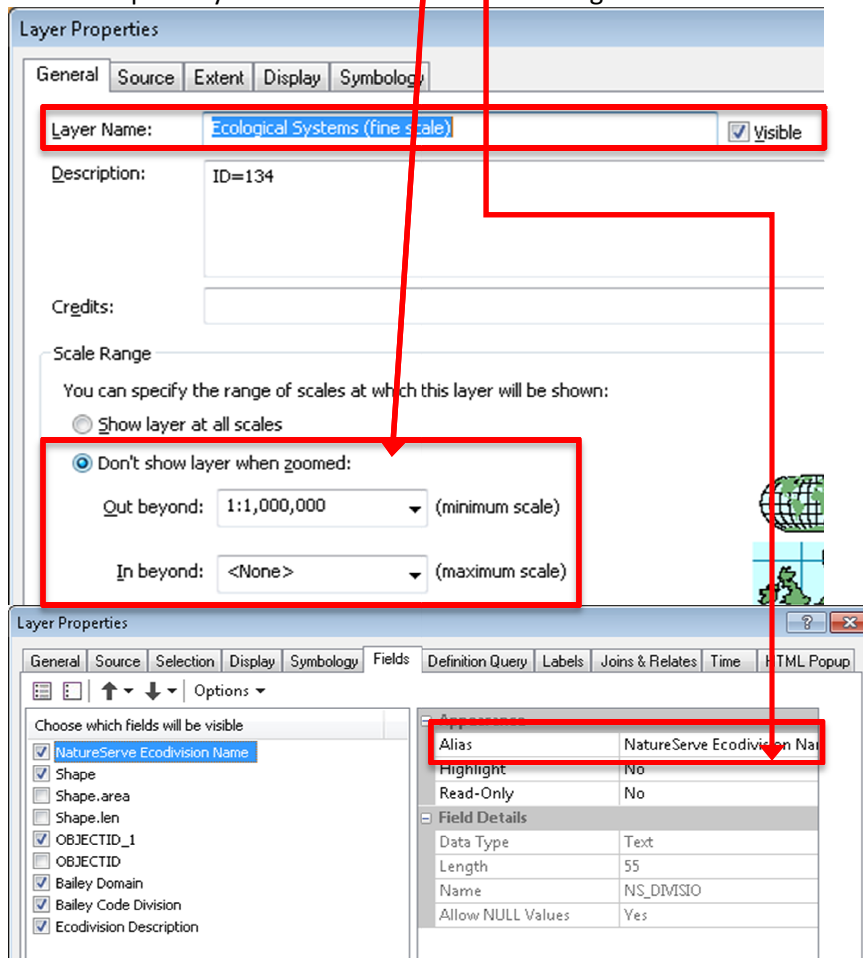 Layer Properties
General Source Extent Display Symbology
Layer Name: Ecological Systems (fine scale) Visible
Description: ID=134
Credits:
Scale Range
You can specify the range of scales at which this layer will be shown:
Show layer at all scales
Don't show layer when zoomed:
Out beyond: 1:1,000,000 (minimum scale)
In beyond: <None> (maximum scale)
Layer Properties
General Source Selection Display Symbology Fields Definition Query Labels Joins & Relates Time HTML Popup
Options
Choose which fields will be visible
Appearance
NatureServe Ecodivision Name
Alias NatureServe Ecodivision Nar
Shape
Highlight No
Shape.area
Read-Only No
Shape.len
Field Details
OBJECTID_1
Data Type Text
OBJECTID
Length 55
Bailey Domain
Name NS_DIVISIO
Bailey Code Division
Allow NULL Values Yes
Ecodivision Description